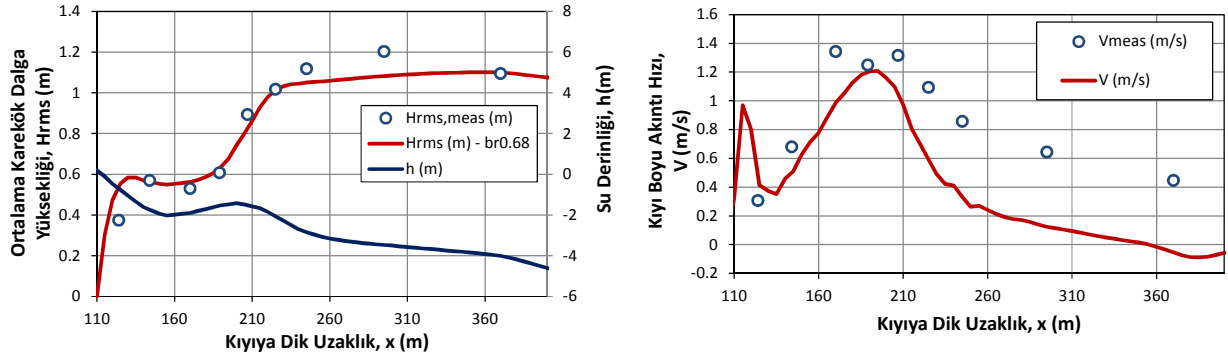 Ortalama Karekök Dalga
Yüksekliği, Hrms (m)
1.4
1.2
1
0.8
0.6
0.4
0.2
0
8
6
4
2
0
-2
-4
-6
Su Derinliği, h (m)
Hrms,meas (m)
Hrms (m) - br0.68
h (m)
110 160 210 260 310 360
Kıyıya Dik Uzaklık, x (m)
Kıyı Boyu Akıntı Hızı,
V (m/s)
1.6
1.4
1.2
1
0.8
0.6
0.4
0.2
0
-0.2
Vmeas (m/s)
V (m/s)
110 160 210 260 310 360
Kıyıya Dik Uzaklık, x (m)